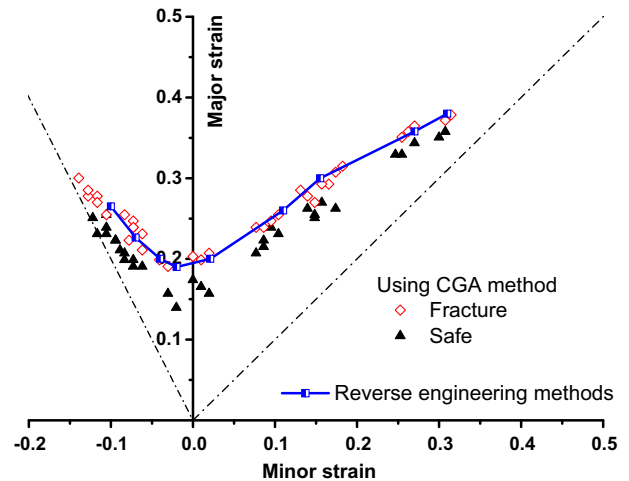 0.5
0.4
0.3
0.2
0.1
Major strain
Using CGA method
Fracture
Safe
Reverse engineering methods
-0.2 -0.1 0.0 0.1 0.2 0.3 0.4 0.5
Minor strain